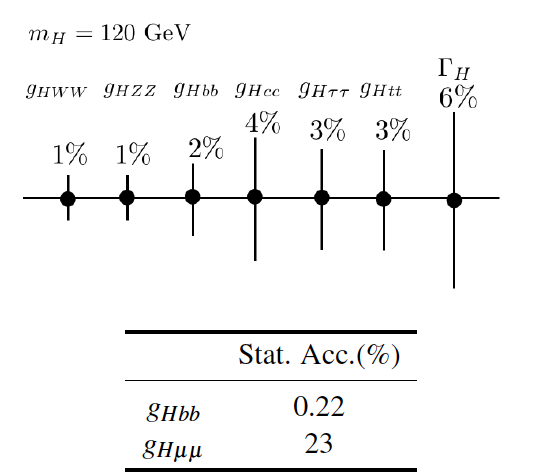 m_H = 120 GeV
Γ_H
g_HWW g_HZZ g_Hbb g_Hcc g_Hττ g_Htt
1% 1% 2% 4% 3% 3% 6%
Stat. Acc.(%)
g_Hbb 0.22
g_Hμμ 23